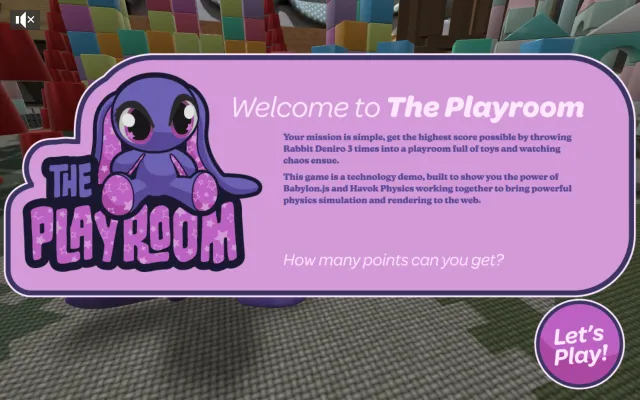 Welcome to The Playroom
Your mission is simple, get the highest score possible by throwing
Rabbit Deniro 3 times into a playroom full of toys and watching
chaos ensue.
This game is a technology demo, built to show you the power of
Babylon.js and Havok Physics working together to bring powerful
physics simulation and rendering to the web.
THE
PLAYROOM
How many points can you get?
Let's
Play!